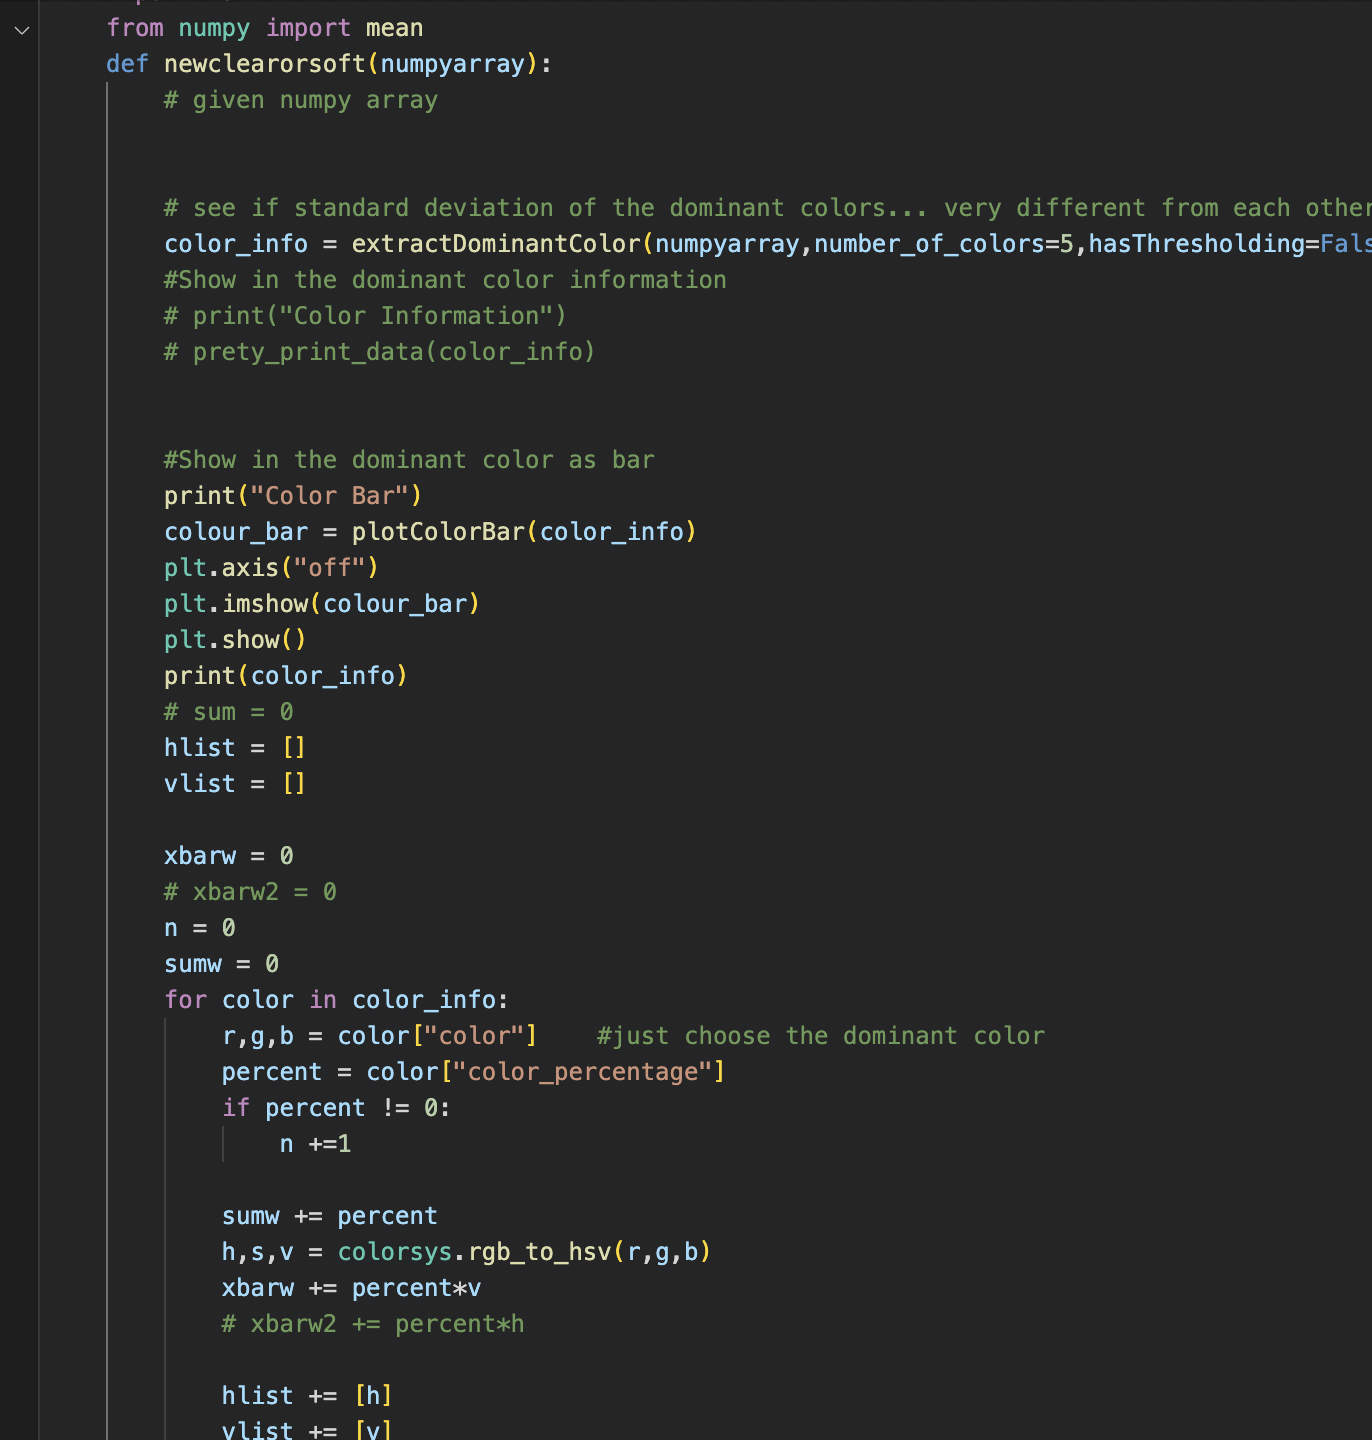 from numpy import mean
def newclearorsoft(numpyarray):
# given numpy array
# see if standard deviation of the dominant colors... very different from each other
color_info = extractDominantColor(numpyarray,number_of_colors=5,hasThresholding=Fals
#Show in the dominant color information
# print("Color Information")
# prety_print_data(color_info)
#Show in the dominant color as bar
print("Color Bar")
colour_bar = plotColorBar(color_info)
plt.axis("off")
plt.imshow(colour_bar)
plt.show()
print(color_info)
# sum = 0
hlist = []
vlist = []
xbarw = 0
# xbarw2 = 0
n = 0
sumw = 0
for color in color_info:
r,g,b = color["color"]    #just choose the dominant color
percent = color["color_percentage"]
if percent != 0:
n +=1
sumw += percent
h,s,v = colorsys.rgb_to_hsv(r,g,b)
xbarw += percent*v
# xbarw2 += percent*h
hlist += [h]
vlist += [v]